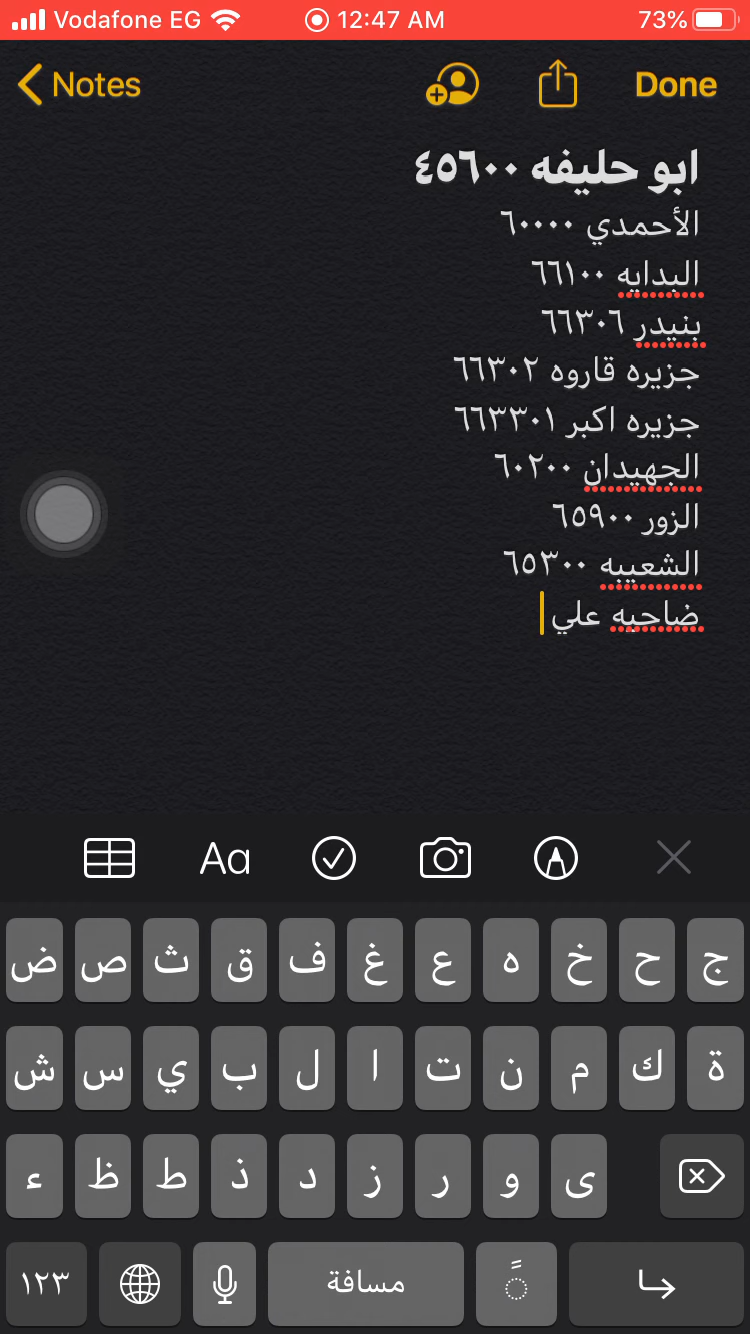 Vodafone EG 12:47 AM 73%
Notes Done
ابو حليفه ٤٥٦٠٠
الأحمدي ٦٠٠٠٠
البدايه ٦٦١٠٠
بنيدر ٦٦٣٠٦
جزيره قاروه ٦٦٣٠٢
جزيره اكبر ٦٦٣٣٠١
الجهيدان ٦٠٢٠٠
الزور ٦٥٩٠٠
الشعيبه ٦٥٣٠٠
ضاحيه علي
Aa
ض ص ث ق ف غ ع ه خ ح ج
ش س ي ب ل ا ت ن م ك ة
ء ظ ط ذ د ز ر و ى
١٢٣ مسافة